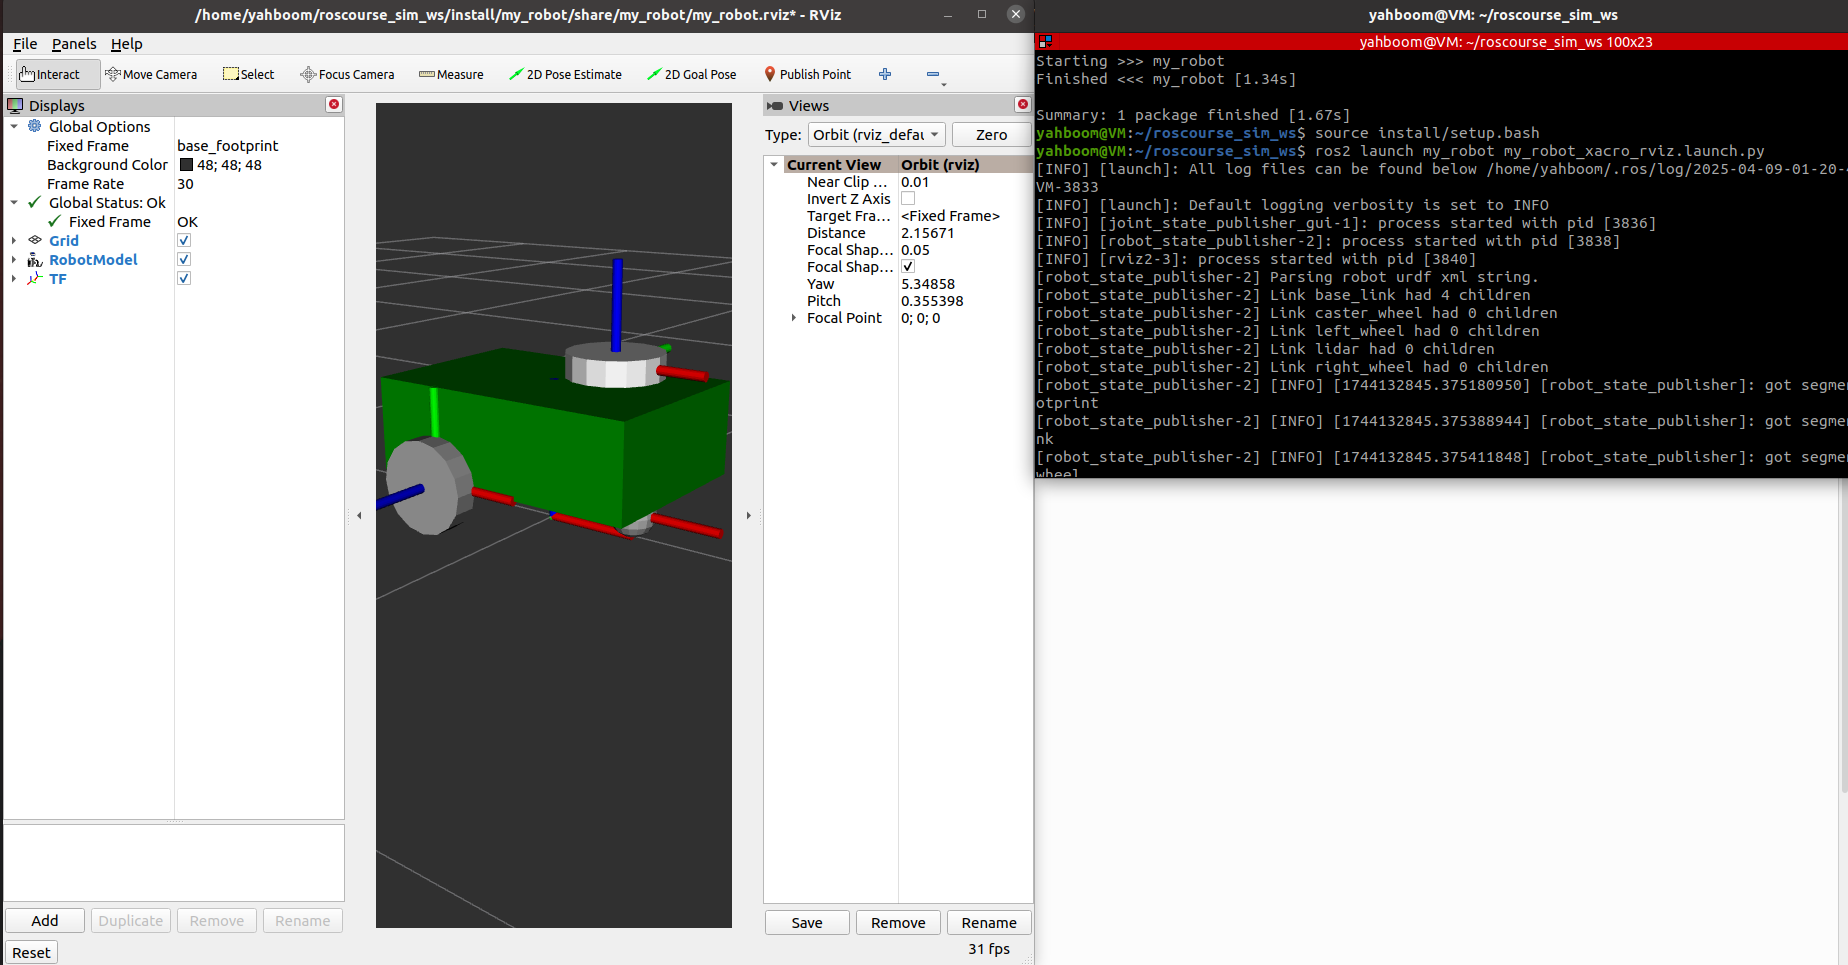 /home/yahboom/roscourse_sim_ws/install/my_robot/share/my_robot/my_robot.rviz* - RViz
File Panels Help
Interact Move Camera Select Focus Camera Measure 2D Pose Estimate 2D Goal Pose Publish Point
Displays
Global Options
Fixed Frame base_footprint
Background Color 48; 48; 48
Frame Rate 30
Global Status: Ok
Fixed Frame OK
Grid
RobotModel
TF
Add Duplicate Remove Rename
Reset
Views
Type: Orbit (rviz_defau Zero
Current View Orbit (rviz)
Near Clip ... 0.01
Invert Z Axis
Target Fra... <Fixed Frame>
Distance 2.15671
Focal Shap... 0.05
Focal Shap...
Yaw 5.34858
Pitch 0.355398
Focal Point 0; 0; 0
Save Remove Rename
31 fps
yahboom@VM: ~/roscourse_sim_ws
yahboom@VM: ~/roscourse_sim_ws 100x23
Starting >>> my_robot
Finished <<< my_robot [1.34s]
Summary: 1 package finished [1.67s]
yahboom@VM:~/roscourse_sim_ws$ source install/setup.bash
yahboom@VM:~/roscourse_sim_ws$ ros2 launch my_robot my_robot_xacro_rviz.launch.py
[INFO] [launch]: All log files can be found below /home/yahboom/.ros/log/2025-04-09-01-20-
VM-3833
[INFO] [launch]: Default logging verbosity is set to INFO
[INFO] [joint_state_publisher_gui-1]: process started with pid [3836]
[INFO] [robot_state_publisher-2]: process started with pid [3838]
[INFO] [rviz2-3]: process started with pid [3840]
[robot_state_publisher-2] Parsing robot urdf xml string.
[robot_state_publisher-2] Link base_link had 4 children
[robot_state_publisher-2] Link caster_wheel had 0 children
[robot_state_publisher-2] Link left_wheel had 0 children
[robot_state_publisher-2] Link lidar had 0 children
[robot_state_publisher-2] Link right_wheel had 0 children
[robot_state_publisher-2] [INFO] [1744132845.375180950] [robot_state_publisher]: got segme
otprint
[robot_state_publisher-2] [INFO] [1744132845.375388944] [robot_state_publisher]: got segme
nk
[robot_state_publisher-2] [INFO] [1744132845.375411848] [robot_state_publisher]: got segme
wheel